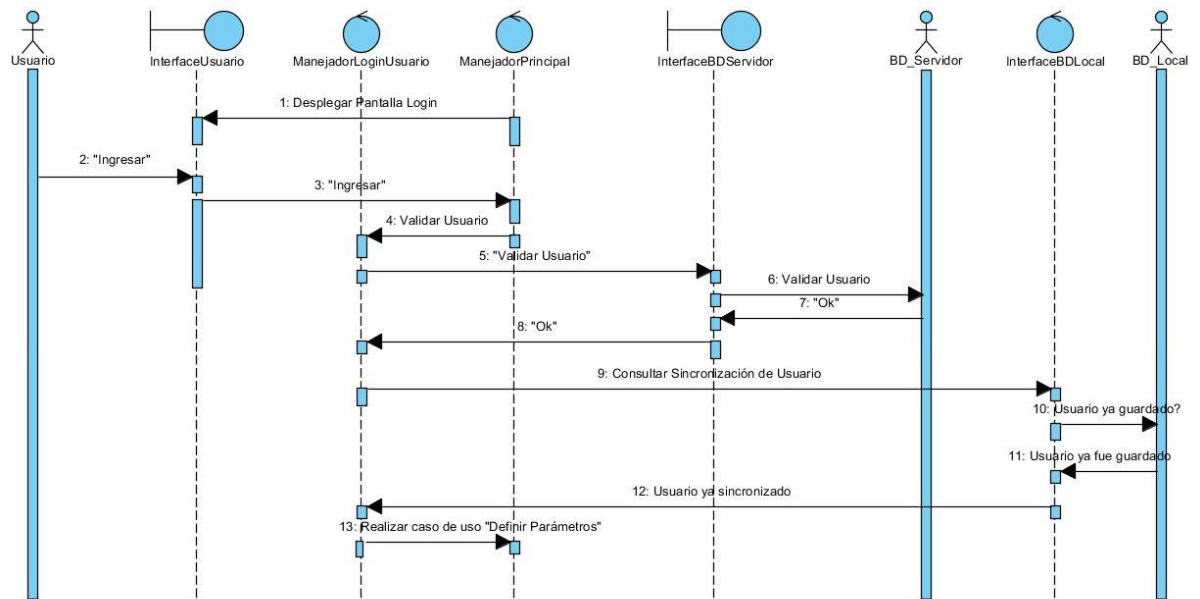 Usuario
InterfaceUsuario
ManejadorLoginUsuario
ManejadorPrincipal
InterfaceBDServidor
BD_Servidor
InterfaceBDLocal
BD_Local
1: Desplegar Pantalla Login
2: "Ingresar"
3: "Ingresar"
4: Validar Usuario
5: "Validar Usuario"
6: Validar Usuario
7: "Ok"
8: "Ok"
9: Consultar Sincronización de Usuario
10: Usuario ya guardado?
11: Usuario ya fue guardado
12: Usuario ya sincronizado
13: Realizar caso de uso "Definir Parámetros"